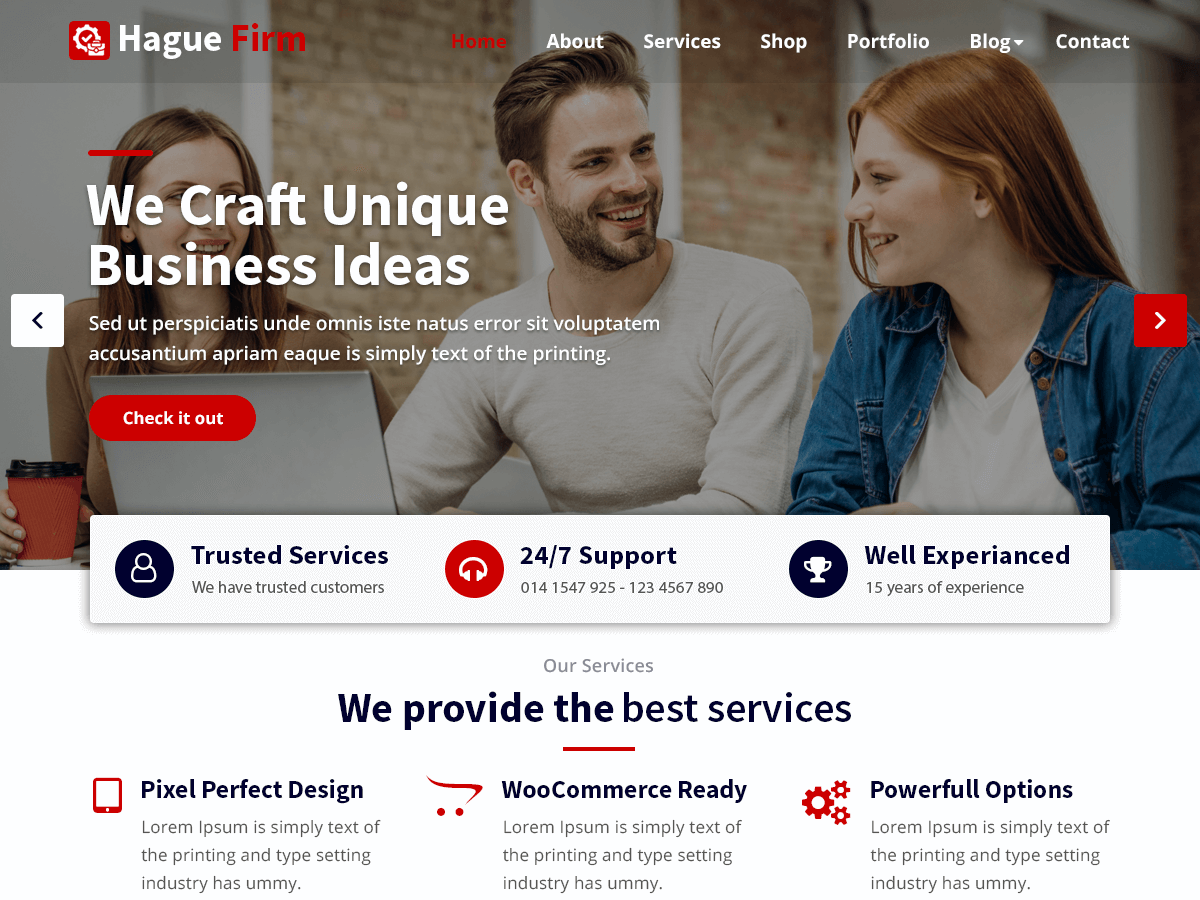 Hague Firm
Home About Services Shop Portfolio Blog Contact
We Craft Unique
Business Ideas
Sed ut perspiciatis unde omnis iste natus error sit voluptatem
accusantium apriam eaque is simply text of the printing.
Check it out
Trusted Services
We have trusted customers
24/7 Support
014 1547 925 - 123 4567 890
Well Experianced
15 years of experience
Our Services
We provide the best services
Pixel Perfect Design
Lorem Ipsum is simply text of
the printing and type setting
industry has ummy.
WooCommerce Ready
Lorem Ipsum is simply text of
the printing and type setting
industry has ummy.
Powerfull Options
Lorem Ipsum is simply text of
the printing and type setting
industry has ummy.